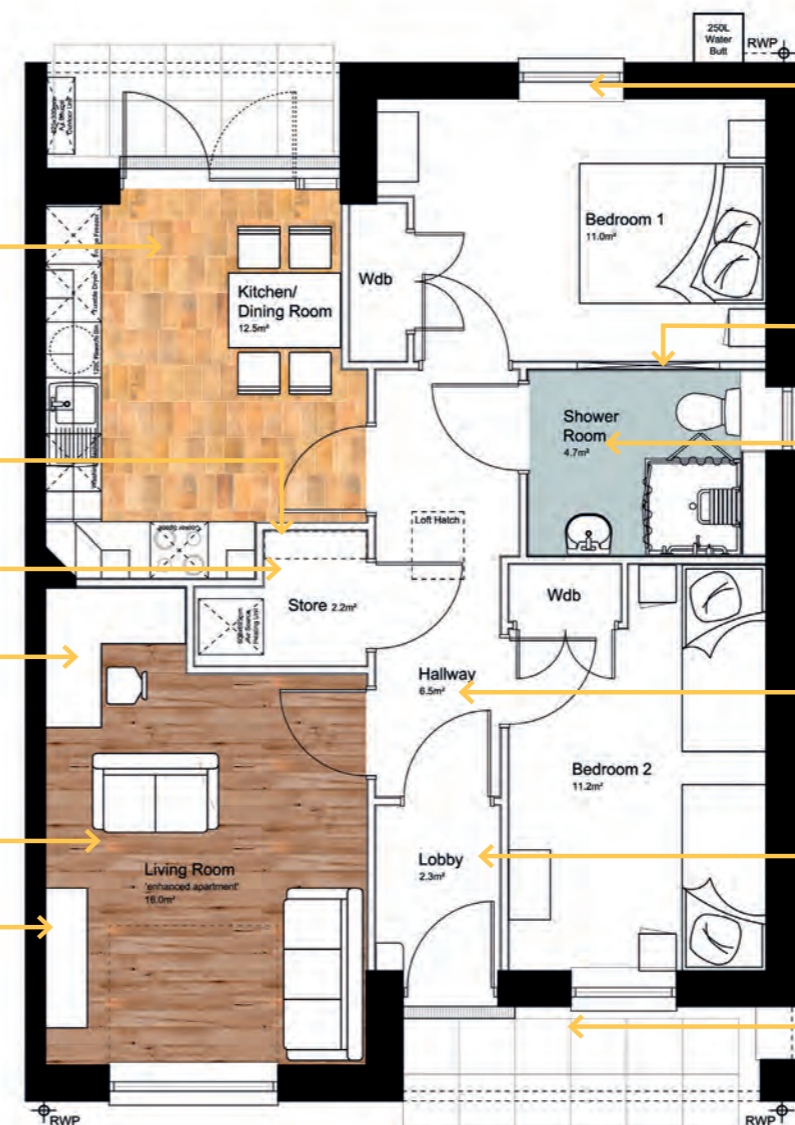 250L
Water
Butt
RWP
Bedroom 1
11.0m²
Wdb
Kitchen/
Dining Room
12.5m²
Shower
Room
4.7m²
Loft Hatch
Store 2.2m²
Wdb
Hallway
6.5m²
Bedroom 2
11.2m²
Lobby
2.3m²
Living Room
'enhanced apartment'
RWP
RWP